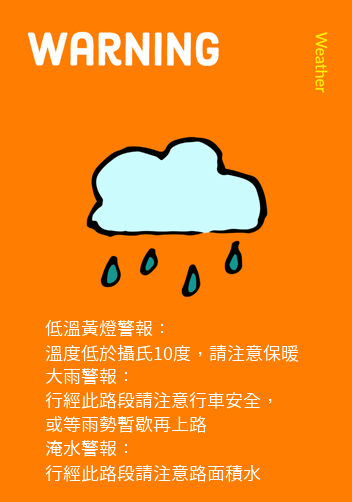 WARNING
Weather
低溫黃燈警報：
溫度低於攝氏10度，請注意保暖
大雨警報：
行經此路段請注意行車安全，
或等雨勢暫歇再上路
淹水警報：
行經此路段請注意路面積水